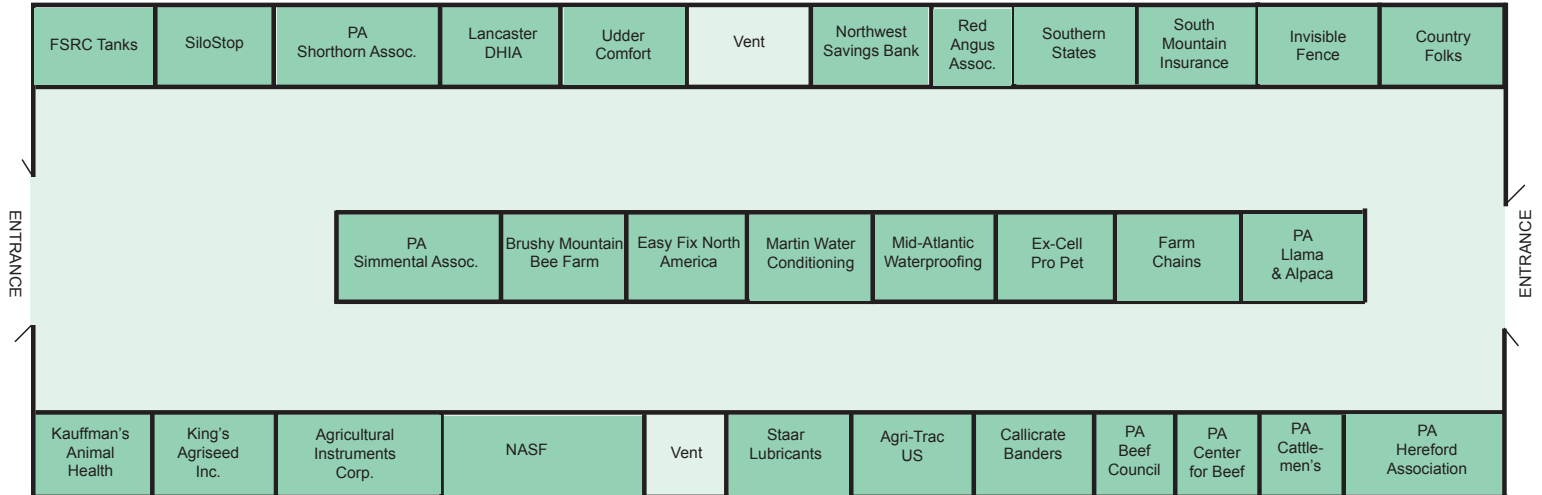 FSRC Tanks
SiloStop
PA
Shorthorn Assoc.
Lancaster
DHIA
Udder
Comfort
Vent
Northwest
Savings Bank
Red
Angus
Assoc.
Southern
States
South
Mountain
Insurance
Invisible
Fence
Country
Folks
ENTRANCE
PA
Simmental Assoc.
Brushy Mountain
Bee Farm
Easy Fix North
America
Martin Water
Conditioning
Mid-Atlantic
Waterproofing
Ex-Cell
Pro Pet
Farm
Chains
PA
Llama
& Alpaca
ENTRANCE
Kauffman's
Animal
Health
King's
Agriseed
Inc.
Agricultural
Instruments
Corp.
NASF
Vent
Staar
Lubricants
Agri-Trac
US
Callicrate
Banders
PA
Beef
Council
PA
Center
for Beef
PA
Cattle-
men's
PA
Hereford
Association